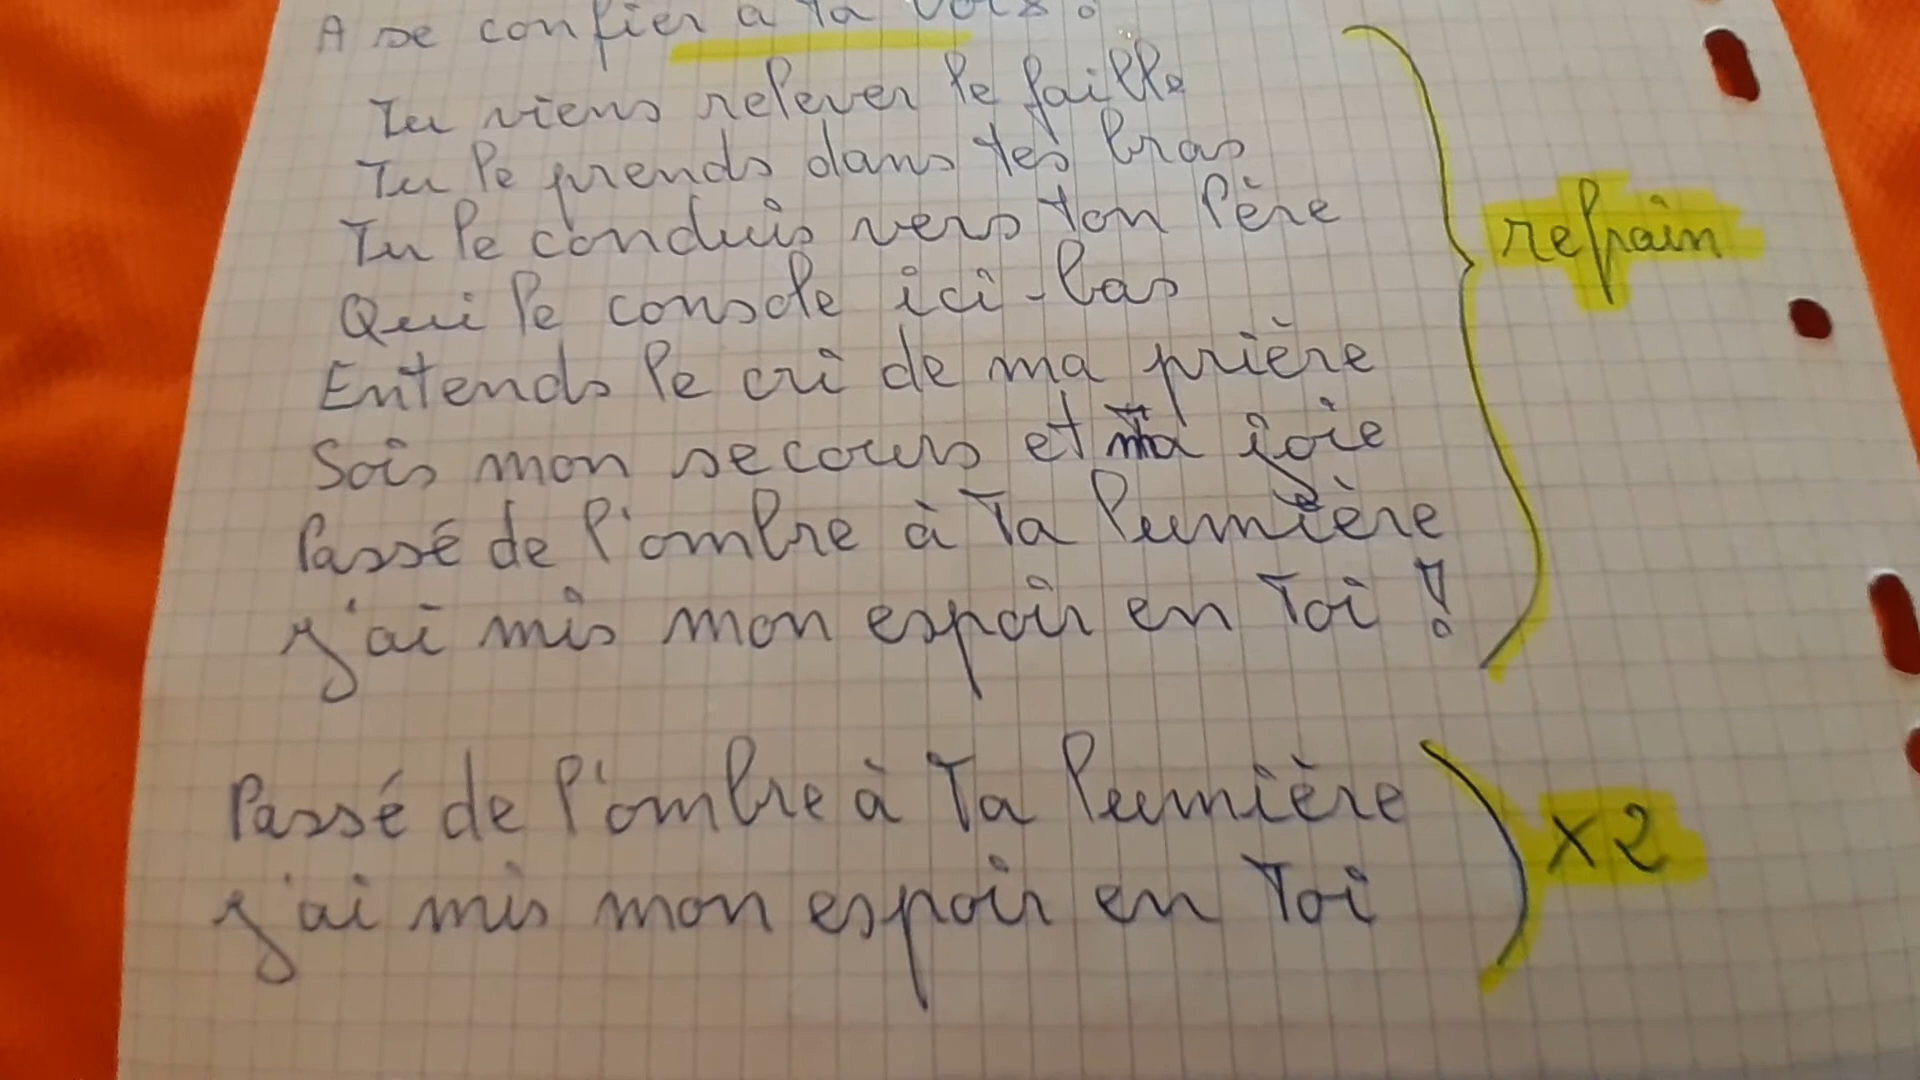 A se confier à Ta voix.
Tu viens relever le faible
Tu le prends dans tes bras
Tu le conduis vers ton Père
Qui le console ici-bas
Entends le cri de ma prière
Sois mon secours et ma joie
Passé de l'ombre à Ta lumière
J'ai mis mon espoir en Toi !
refrain
Passé de l'ombre à Ta lumière
J'ai mis mon espoir en Toi
x2